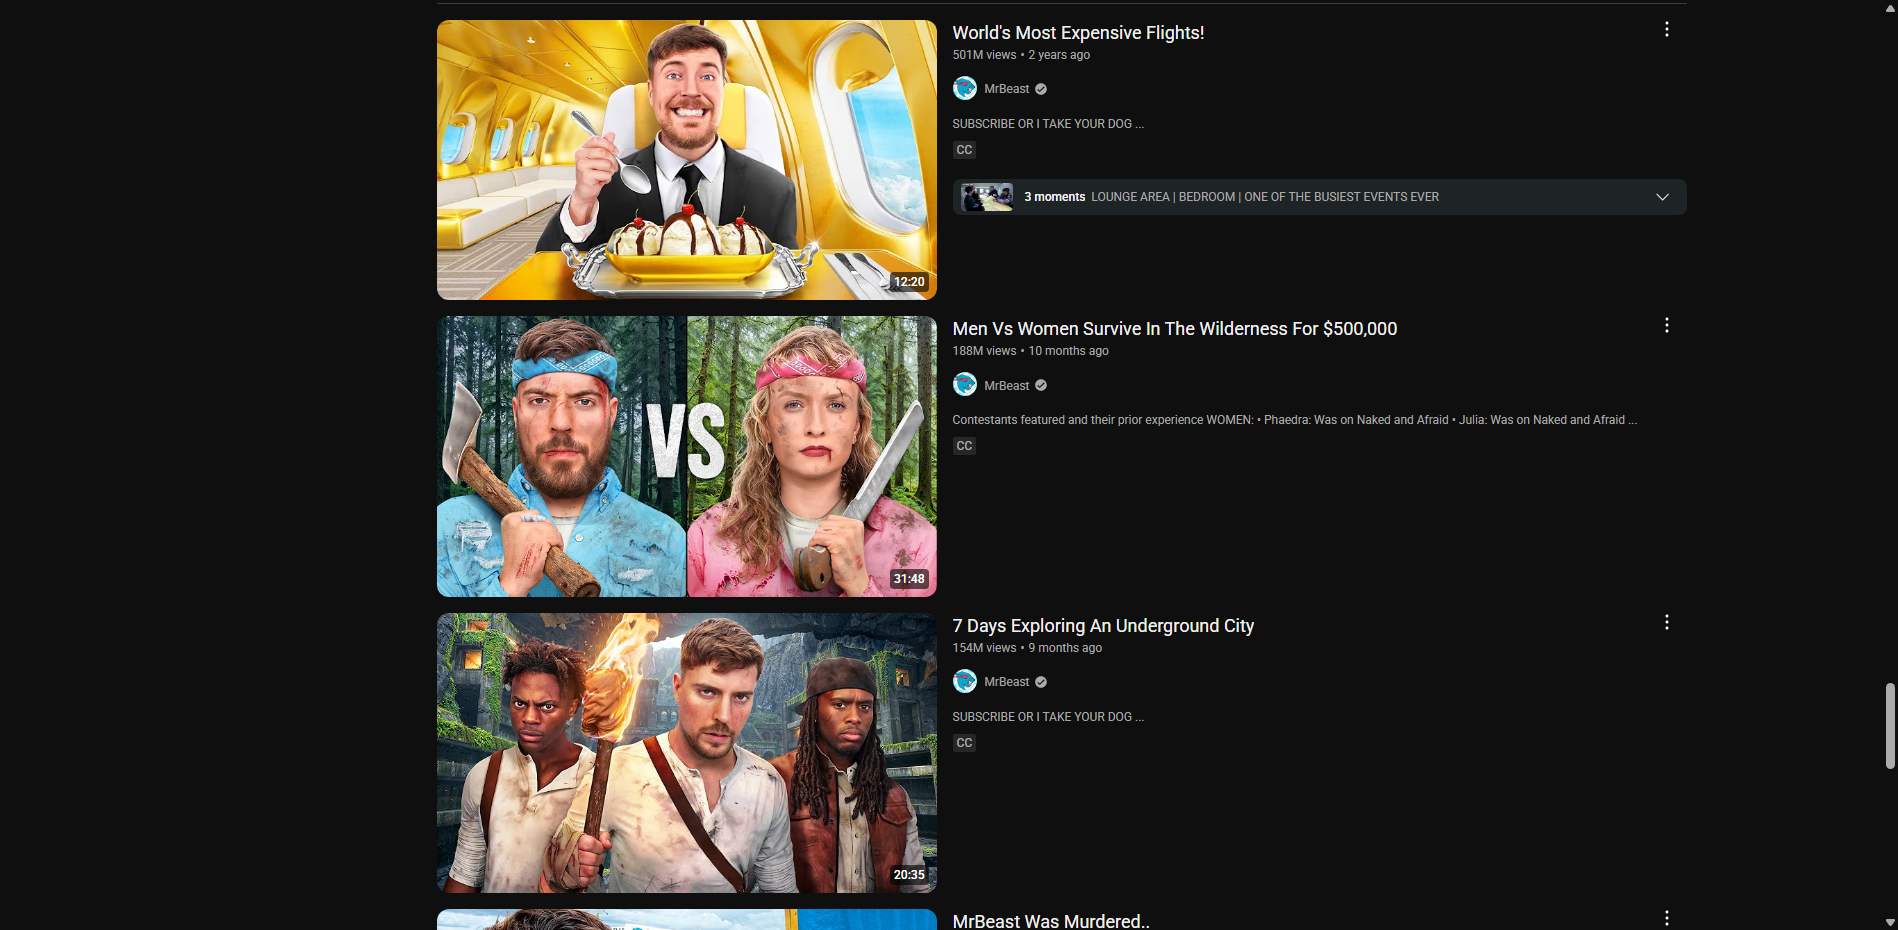 World's Most Expensive Flights!
501M views • 2 years ago
MrBeast
SUBSCRIBE OR I TAKE YOUR DOG ...
CC
3 moments LOUNGE AREA | BEDROOM | ONE OF THE BUSIEST EVENTS EVER
12:20
Men Vs Women Survive In The Wilderness For $500,000
188M views • 10 months ago
MrBeast
Contestants featured and their prior experience WOMEN: • Phaedra: Was on Naked and Afraid • Julia: Was on Naked and Afraid ...
CC
VS
31:48
7 Days Exploring An Underground City
154M views • 9 months ago
MrBeast
SUBSCRIBE OR I TAKE YOUR DOG ...
CC
20:35
MrBeast Was Murdered..